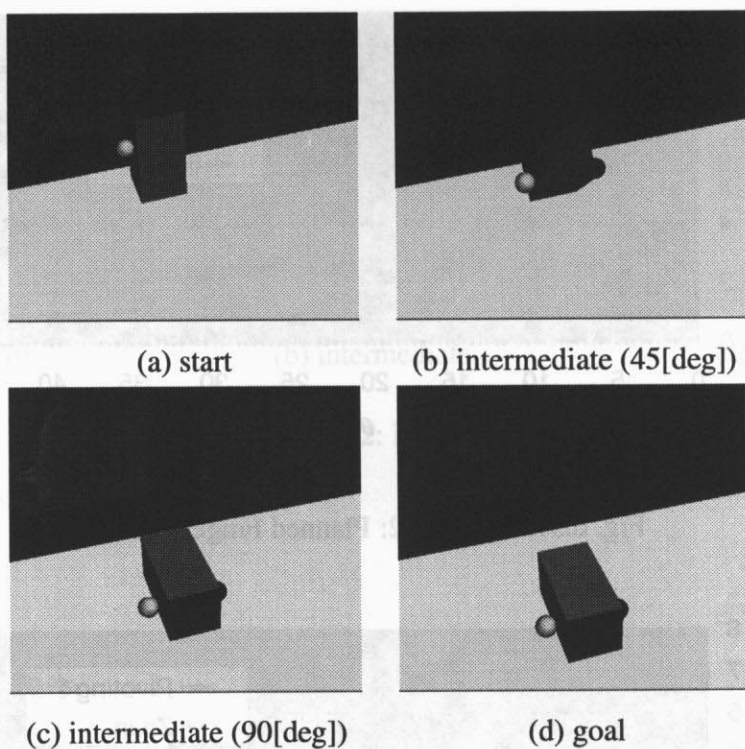 (a) start
(b) intermediate (45[deg])
(c) intermediate (90[deg])
(d) goal